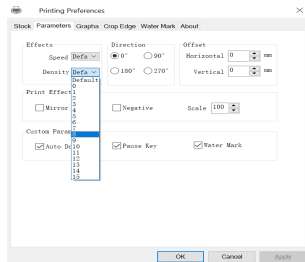 Printing Preferences
Stock Parameters Grapha Crop Edge Water Mark About
Effects Direction Offset
Speed Defa 0° 90° Horizontal 0 mm
Density Defa 180° 270° Vertical 0 mm
Default
0
1
Print Effect
2
3
Mirror Negative Scale 100
4
5
6
7
Custom Param
8
9
Auto Do Pause Key Water Mark
10
11
12
13
14
15
OK Cancel Apply